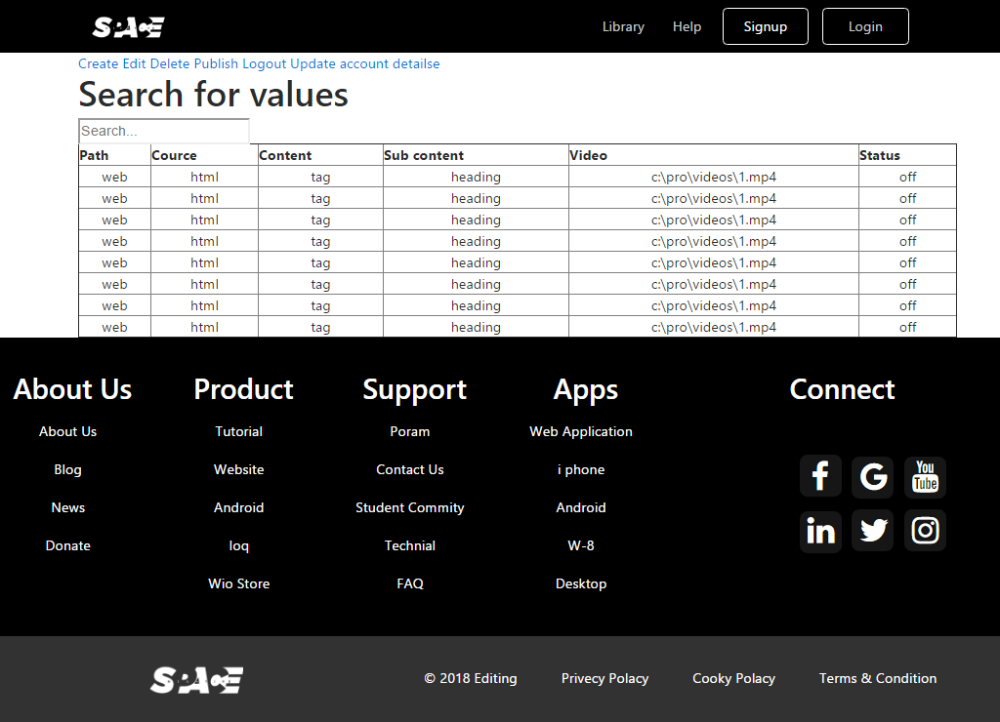 SPACE
Library Help Signup Login
Create Edit Delete Publish Logout Update account detailse
Search for values
Search...
Path Cource Content Sub content Video Status
web html tag heading c:\pro\videos\1.mp4 off
web html tag heading c:\pro\videos\1.mp4 off
web html tag heading c:\pro\videos\1.mp4 off
web html tag heading c:\pro\videos\1.mp4 off
web html tag heading c:\pro\videos\1.mp4 off
web html tag heading c:\pro\videos\1.mp4 off
web html tag heading c:\pro\videos\1.mp4 off
web html tag heading c:\pro\videos\1.mp4 off
About Us
About Us
Blog
News
Donate
Product
Tutorial
Website
Android
Ioq
Wio Store
Support
Poram
Contact Us
Student Commity
Technial
FAQ
Apps
Web Application
i phone
Android
W-8
Desktop
Connect
f G You Tube
in
SPACE
© 2018 Editing Privecy Polacy Cooky Polacy Terms & Condition